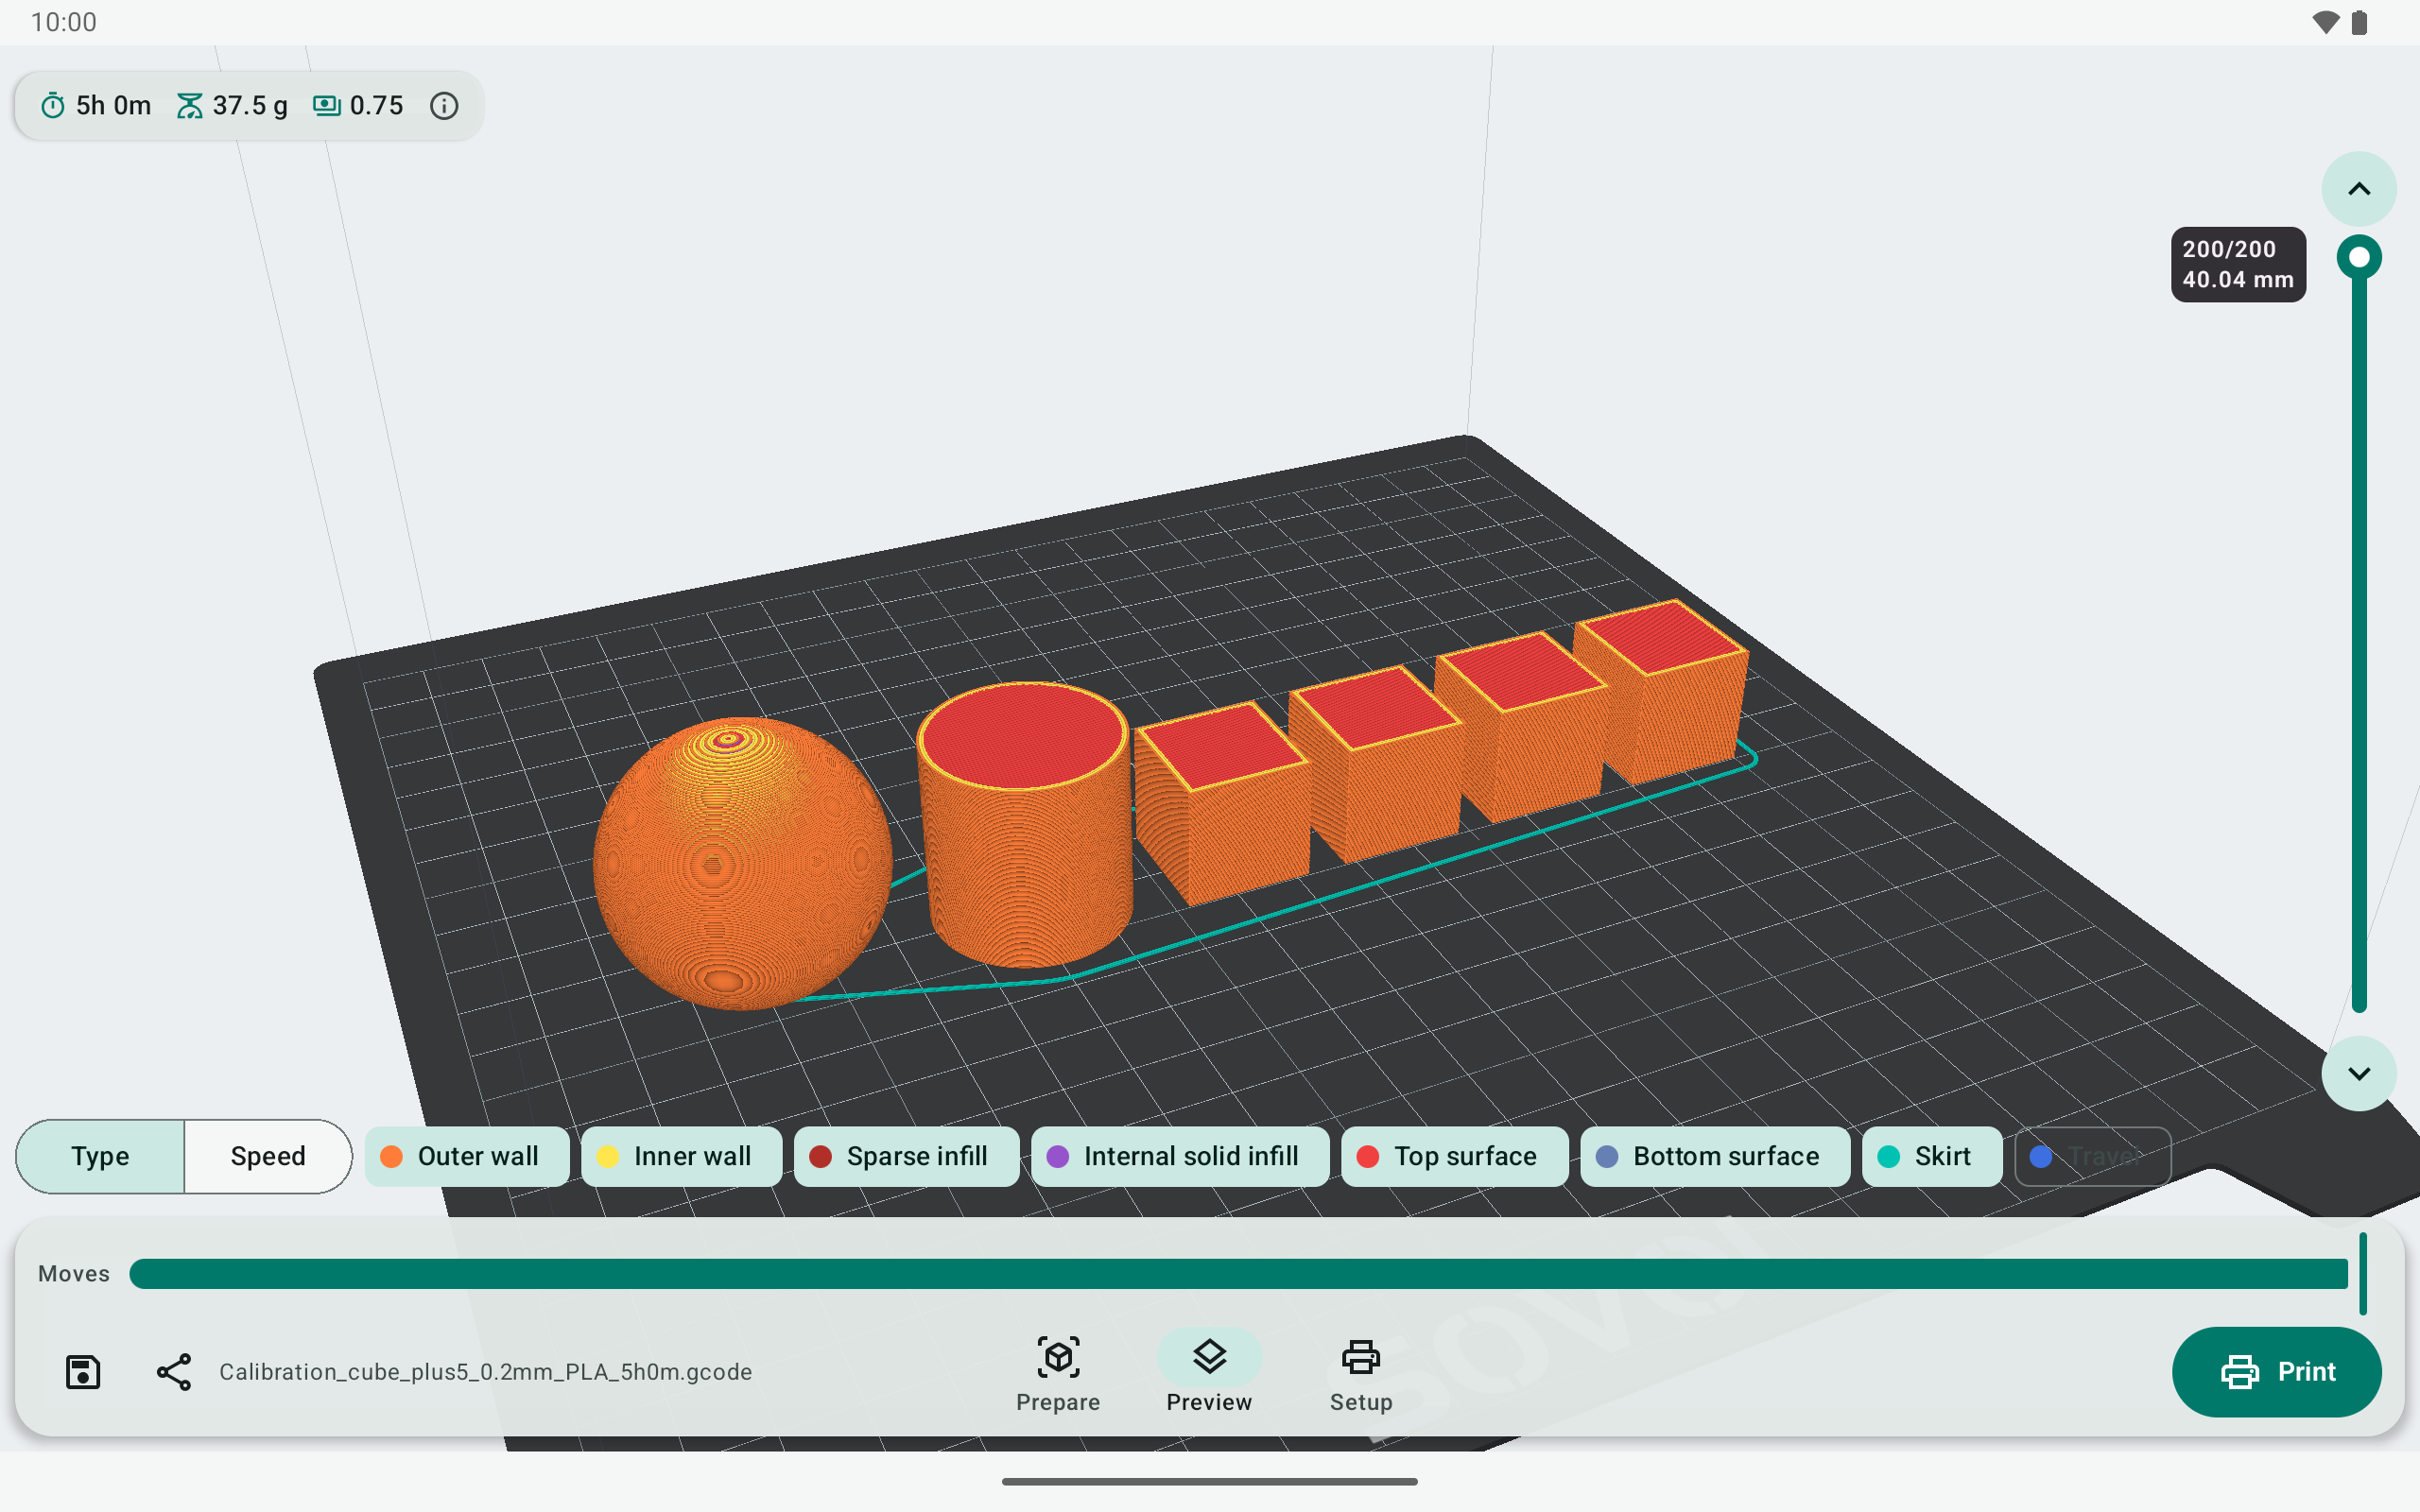 10:00
5h 0m 37.5 g 0.75
200/200
40.04 mm
Type Speed Outer wall Inner wall Sparse infill Internal solid infill Top surface Bottom surface Skirt Travel
Moves
Calibration_cube_plus5_0.2mm_PLA_5h0m.gcode
Prepare Preview Setup
Print